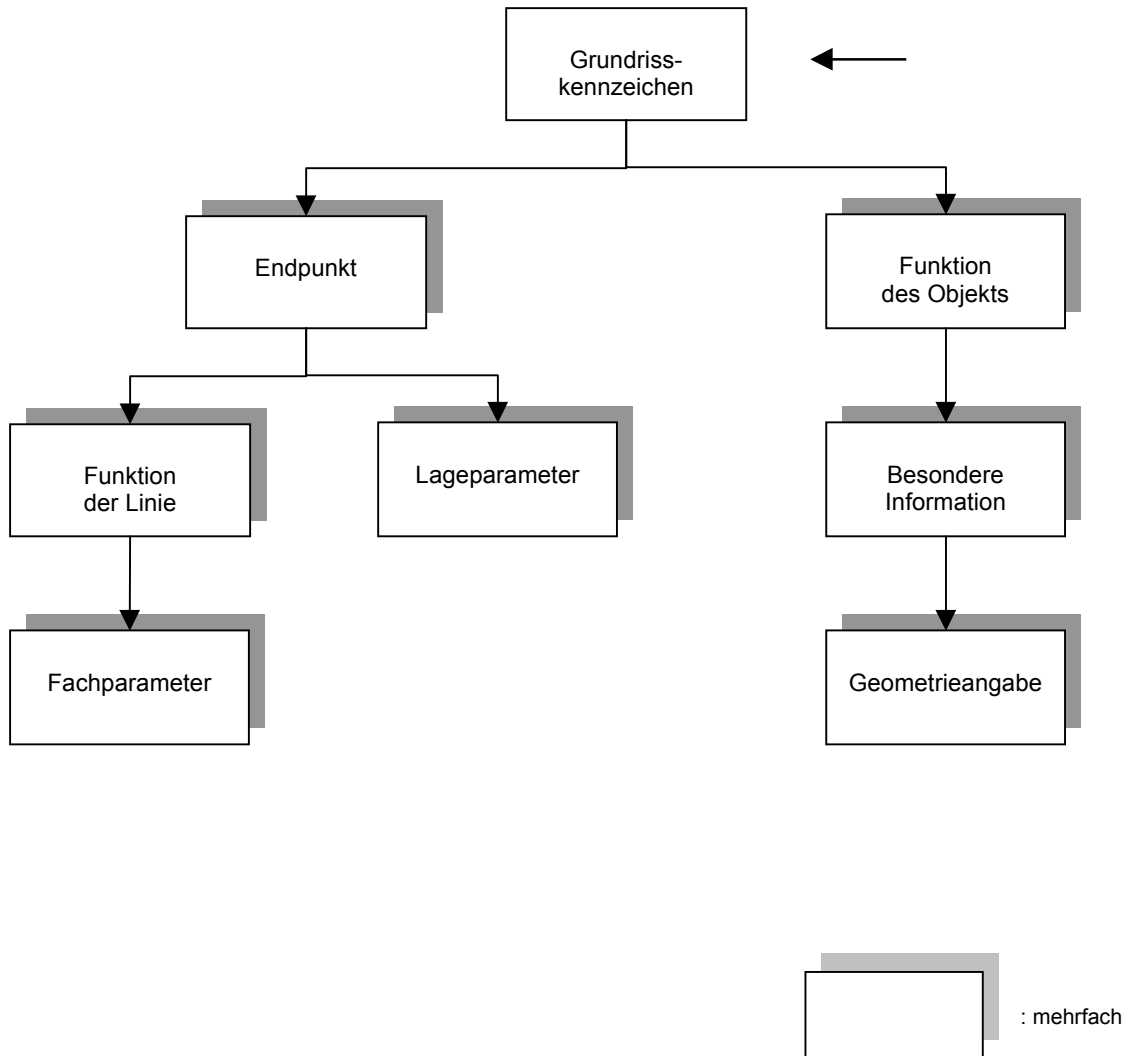 Grundriss-
kennzeichen
Endpunkt
Funktion
des Objekts
Funktion
der Linie
Lageparameter
Besondere
Information
Fachparameter
Geometrieangabe
: mehrfach